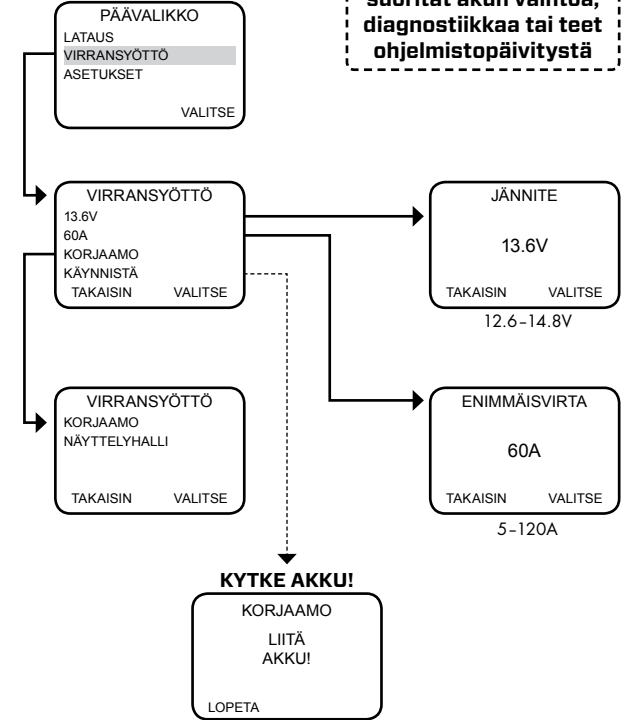 suoritat akun vaihtoa,
diagnostiikkaa tai teet
ohjelmistopäivitystä
PÄÄVALIKKO
LATAUS
VIRRANSYÖTTÖ
ASETUKSET
VALITSE
VIRRANSYÖTTÖ
13.6V
60A
KORJAAMO
KÄYNNISTÄ
TAKAISIN VALITSE
JÄNNITE
13.6V
TAKAISIN VALITSE
12.6–14.8V
VIRRANSYÖTTÖ
KORJAAMO
NÄYTTELYHALLI
TAKAISIN VALITSE
ENIMMÄISVIRTA
60A
TAKAISIN VALITSE
5–120A
KYTKE AKKU!
KORJAAMO
LIITÄ
AKKU!
LOPETA